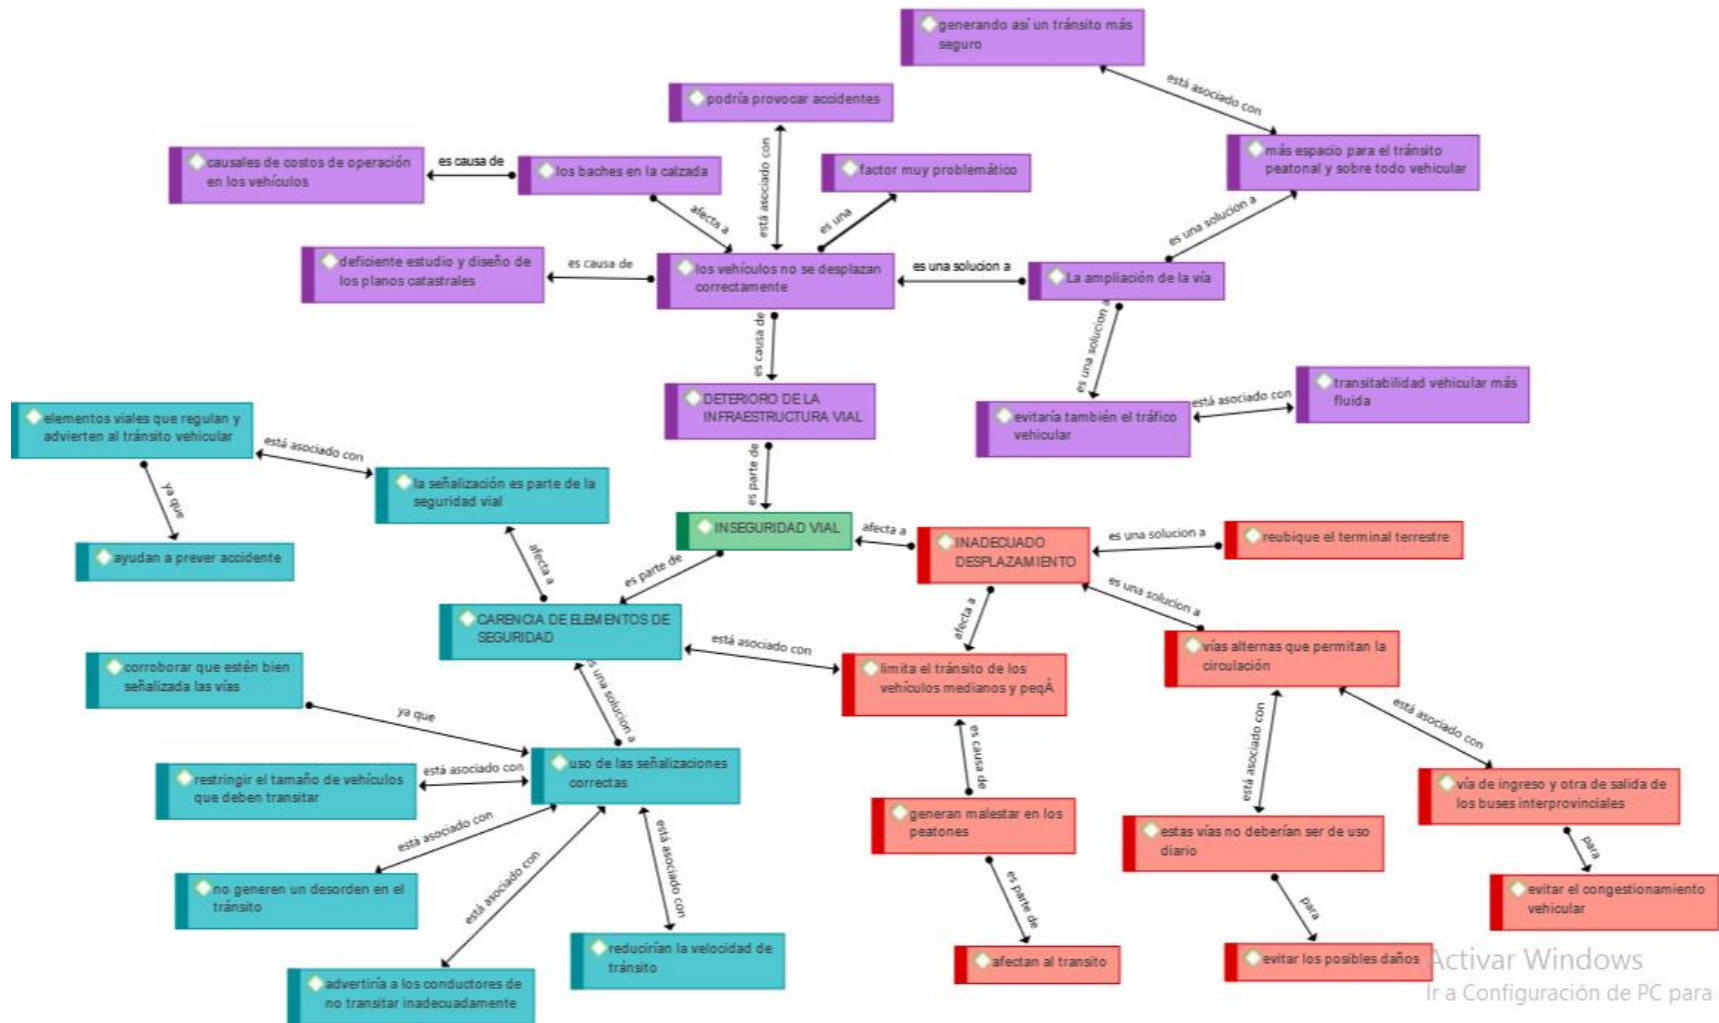 generando así un tránsito más
seguro
está asociado con
podría provocar accidentes
causales de costos de operación
en los vehículos
es causa de
los baches en la calzada
está asociado con
factor muy problemático
más espacio para el tránsito
peatonal y sobre todo vehicular
afecta a
es una
es una solucion a
deficiente estudio y diseño de
los planos catastrales
es causa de
los vehículos no se desplazan
correctamente
es una solucion a
La ampliación de la vía
es causa de
es una solucion a
DETERIORO DE LA
INFRAESTRUCTURA VIAL
evitaría también el tráfico
vehicular
está asociado con
transitabilidad vehicular más
fluida
elementos viales que regulan y
advierten al tránsito vehicular
está asociado con
la señalización es parte de la
seguridad vial
es parte de
ya que
ayudan a prever accidente
INSEGURIDAD VIAL
afecta a
INADECUADO
DESPLAZAMIENTO
es una solucion a
reubique el terminal terrestre
afecta a
es parte de
es una solucion a
CARENCIA DE ELEMENTOS DE
SEGURIDAD
afecta a
está asociado con
vías alternas que permitan la
circulación
corroborar que estén bien
señalizada las vías
es una solucion a
limita el tránsito de los
vehículos medianos y peqÃ
ya que
está asociado con
está asociado con
es causa de
restringir el tamaño de vehículos
que deben transitar
está asociado con
uso de las señalizaciones
correctas
vía de ingreso y otra de salida de
los buses interprovinciales
generan malestar en los
peatones
estas vías no deberían ser de uso
diario
para
está asociado con
está asociado con
está asociado con
no generen un desorden en el
tránsito
es parte de
para
evitar el congestionamiento
vehicular
reducirían la velocidad de
tránsito
afectan al transito
evitar los posibles daños
advertiría a los conductores de
no transitar inadecuadamente
Activar Windows
Ir a Configuración de PC para